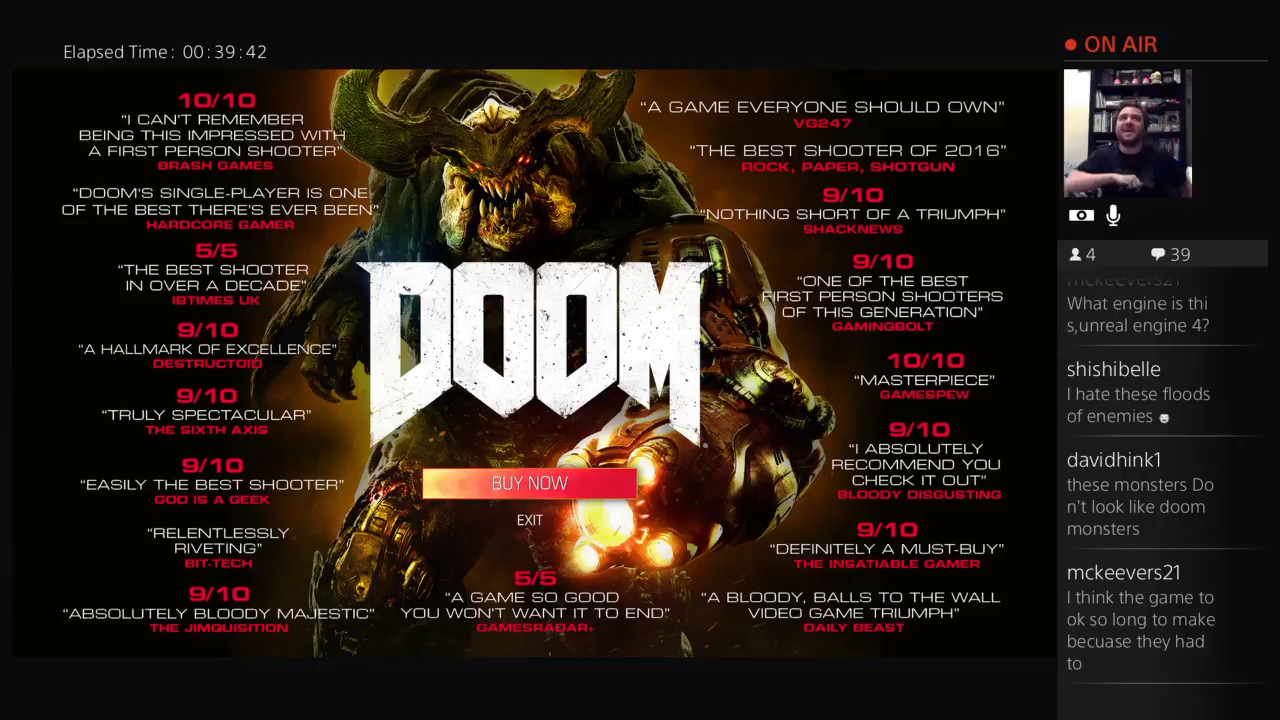 Elapsed Time: 00:39:42
10/10
“I CAN'T REMEMBER
BEING THIS IMPRESSED WITH
A FIRST PERSON SHOOTER”
BRASH GAMES
“DOOM'S SINGLE-PLAYER IS ONE
OF THE BEST THERE'S EVER BEEN”
HARDCORE GAMER
5/5
“THE BEST SHOOTER
IN OVER A DECADE”
IBTIMES UK
9/10
“A HALLMARK OF EXCELLENCE”
DESTRUCTOID
9/10
“TRULY SPECTACULAR”
THE SIXTH AXIS
9/10
“EASILY THE BEST SHOOTER”
GOD IS A GEEK
“RELENTLESSLY
RIVETING”
BIT-TECH
9/10
“ABSOLUTELY BLOODY MAJESTIC”
THE JIMQUISITION
DOOM
®
BUY NOW
EXIT
5/5
“A GAME SO GOOD
YOU WON'T WANT IT TO END”
GAMESRADAR+
“A GAME EVERYONE SHOULD OWN”
VG247
“THE BEST SHOOTER OF 2016”
ROCK, PAPER, SHOTGUN
9/10
“NOTHING SHORT OF A TRIUMPH”
SHACKNEWS
9/10
“ONE OF THE BEST
FIRST PERSON SHOOTERS
OF THIS GENERATION”
GAMINGBOLT
10/10
“MASTERPIECE”
GAMESPEW
9/10
“I ABSOLUTELY
RECOMMEND YOU
CHECK IT OUT”
BLOODY DISGUSTING
9/10
“DEFINITELY A MUST-BUY”
THE INSATIABLE GAMER
“A BLOODY, BALLS TO THE WALL
VIDEO GAME TRIUMPH”
DAILY BEAST
ON AIR
4 39
mckeevers21
What engine is thi
s,unreal engine 4?
shishibelle
I hate these floods
of enemies
davidhink1
these monsters Do
n't look like doom
monsters
mckeevers21
I think the game to
ok so long to make
becuase they had
to